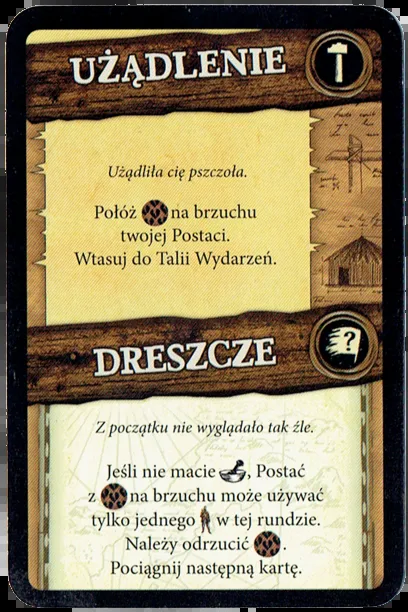 UŻĄDLENIE
Użądliła cię pszczoła.
Połóż na brzuchu
twojej Postaci.
Wtasuj do Talii Wydarzeń.
?
DRESZCZE
Z początku nie wyglądało tak źle.
Jeśli nie macie , Postać
z na brzuchu może używać
tylko jednego w tej rundzie.
Należy odrzucić .
Pociągnij następną kartę.